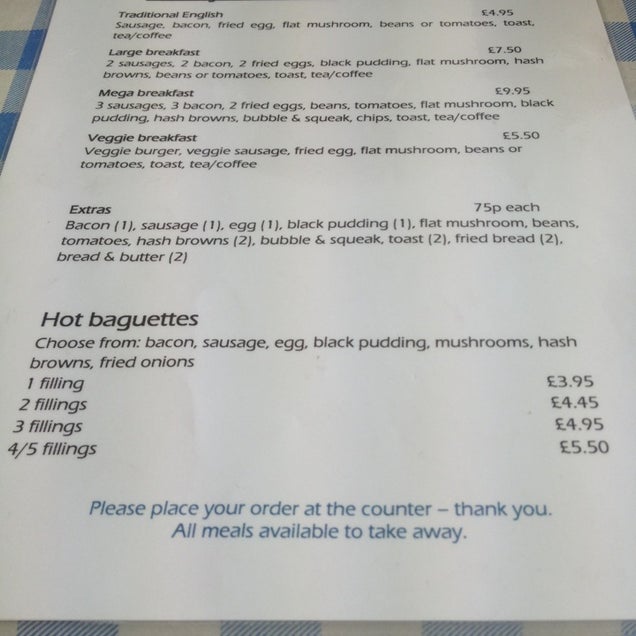 Traditional English £4.95
Sausage, bacon, fried egg, flat mushroom, beans or tomatoes, toast,
tea/coffee
Large breakfast £7.50
2 sausages, 2 bacon, 2 fried eggs, black pudding, flat mushroom, hash
browns, beans or tomatoes, toast, tea/coffee
Mega breakfast £9.95
3 sausages, 3 bacon, 2 fried eggs, beans, tomatoes, flat mushroom, black
pudding, hash browns, bubble & squeak, chips, toast, tea/coffee
Veggie breakfast £5.50
Veggie burger, veggie sausage, fried egg, flat mushroom, beans or
tomatoes, toast, tea/coffee
Extras 75p each
Bacon (1), sausage (1), egg (1), black pudding (1), flat mushroom, beans,
tomatoes, hash browns (2), bubble & squeak, toast (2), fried bread (2),
bread & butter (2)
Hot baguettes
Choose from: bacon, sausage, egg, black pudding, mushrooms, hash
browns, fried onions
1 filling £3.95
2 fillings £4.45
3 fillings £4.95
4/5 fillings £5.50
Please place your order at the counter – thank you.
All meals available to take away.